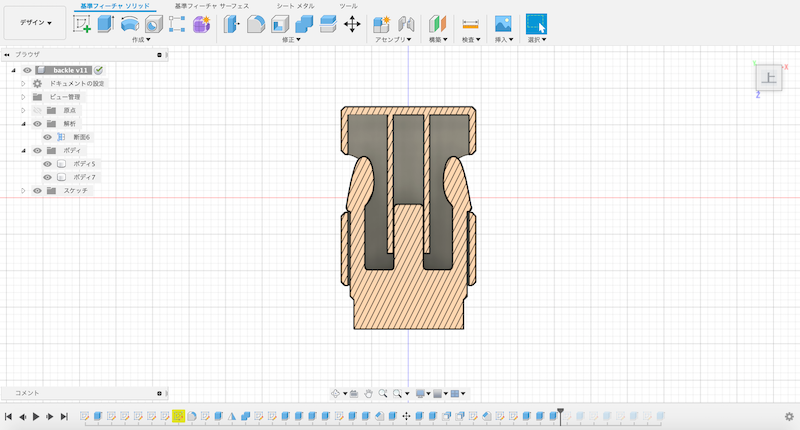 基準フィーチャ ソリッド 基準フィーチャ サーフェス シート メタル ツール
デザイン
作成 修正 アセンブリ 構築 検査 挿入 選択
ブラウザ
backle v11
ドキュメントの設定
ビュー管理
原点
解析
断面6
ボディ
ボディ5
ボディ7
スケッチ
上
X
Z
コメント